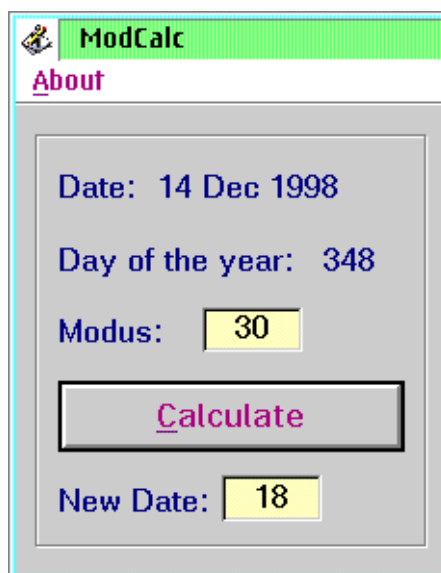 ModCalc
About
Date: 14 Dec 1998
Day of the year: 348
Modus: 30
Calculate
New Date: 18